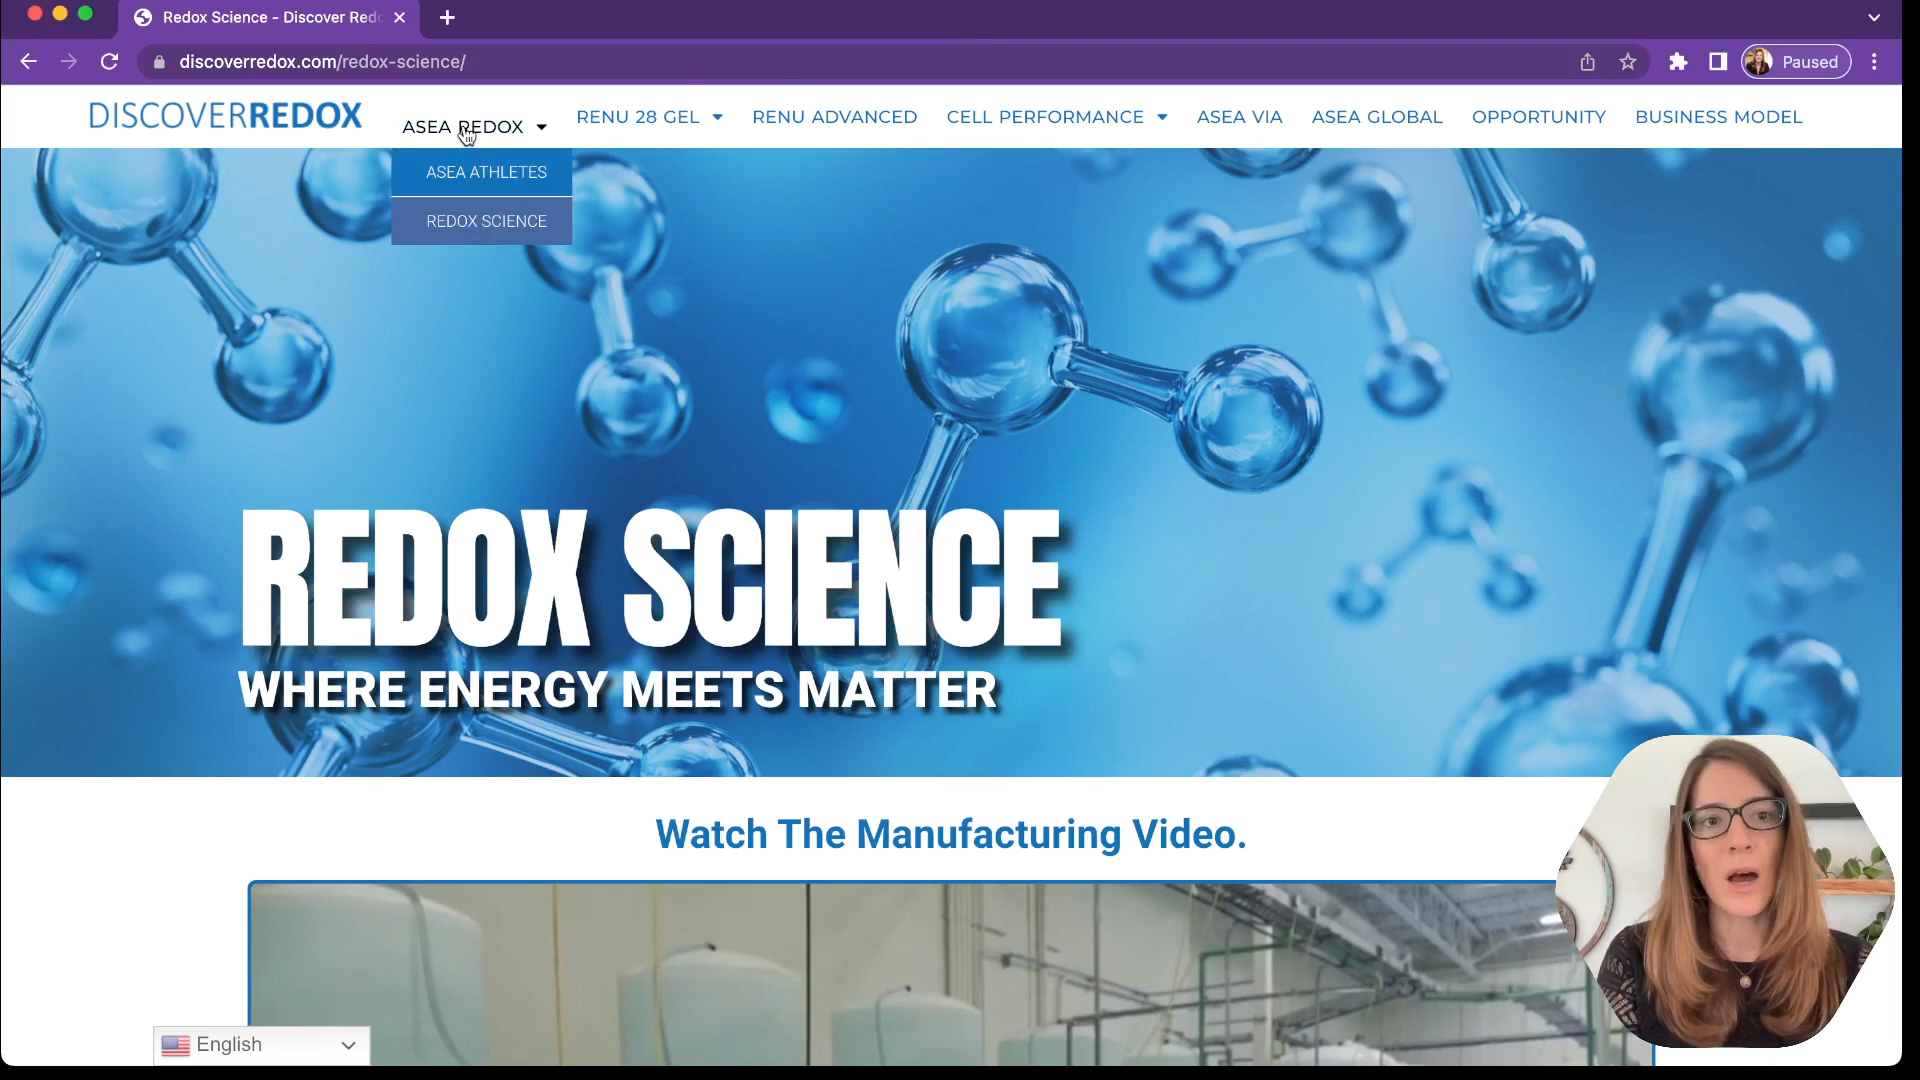 Redox Science - Discover Red
discoverredox.com/redox-science/
Paused
DISCOVERREDOX
ASEA REDOX
RENU 28 GEL
RENU ADVANCED
CELL PERFORMANCE
ASEA VIA
ASEA GLOBAL
OPPORTUNITY
BUSINESS MODEL
ASEA ATHLETES
REDOX SCIENCE
REDOX SCIENCE
WHERE ENERGY MEETS MATTER
Watch The Manufacturing Video.
English